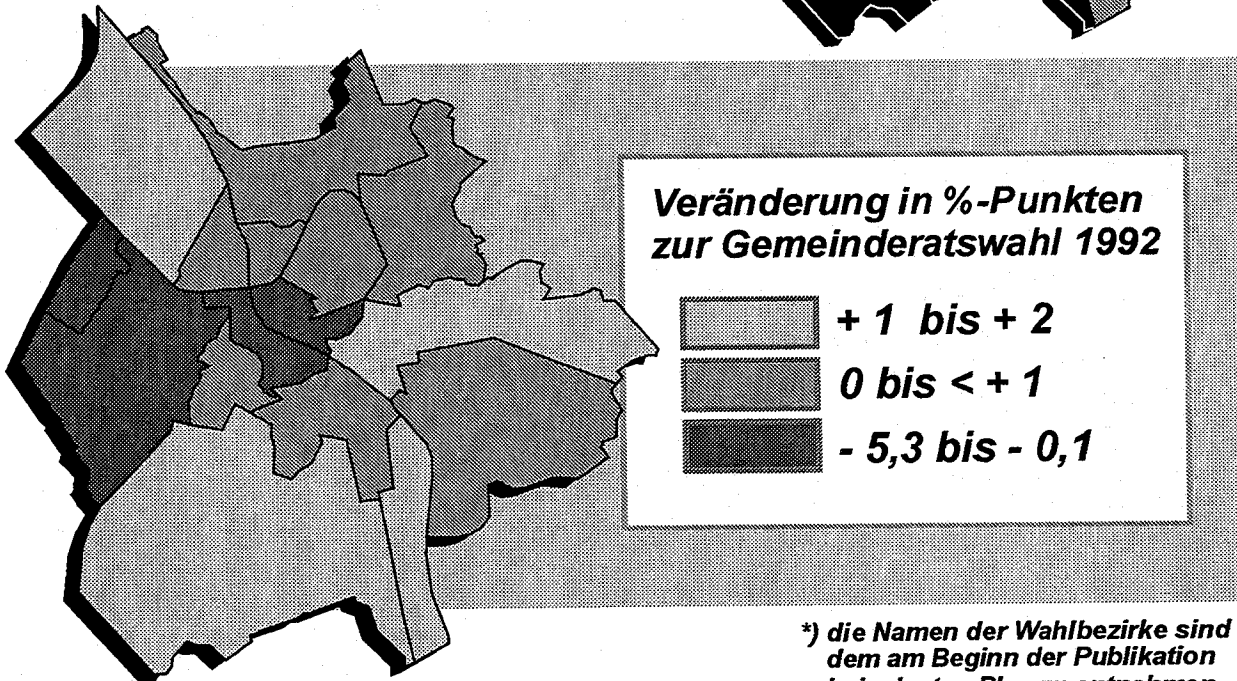 Veränderung in %-Punkten
zur Gemeinderatswahl 1992
+ 1 bis + 2
0 bis < + 1
- 5,3 bis - 0,1
*) die Namen der Wahlbezirke sind
dem am Beginn der Publikation